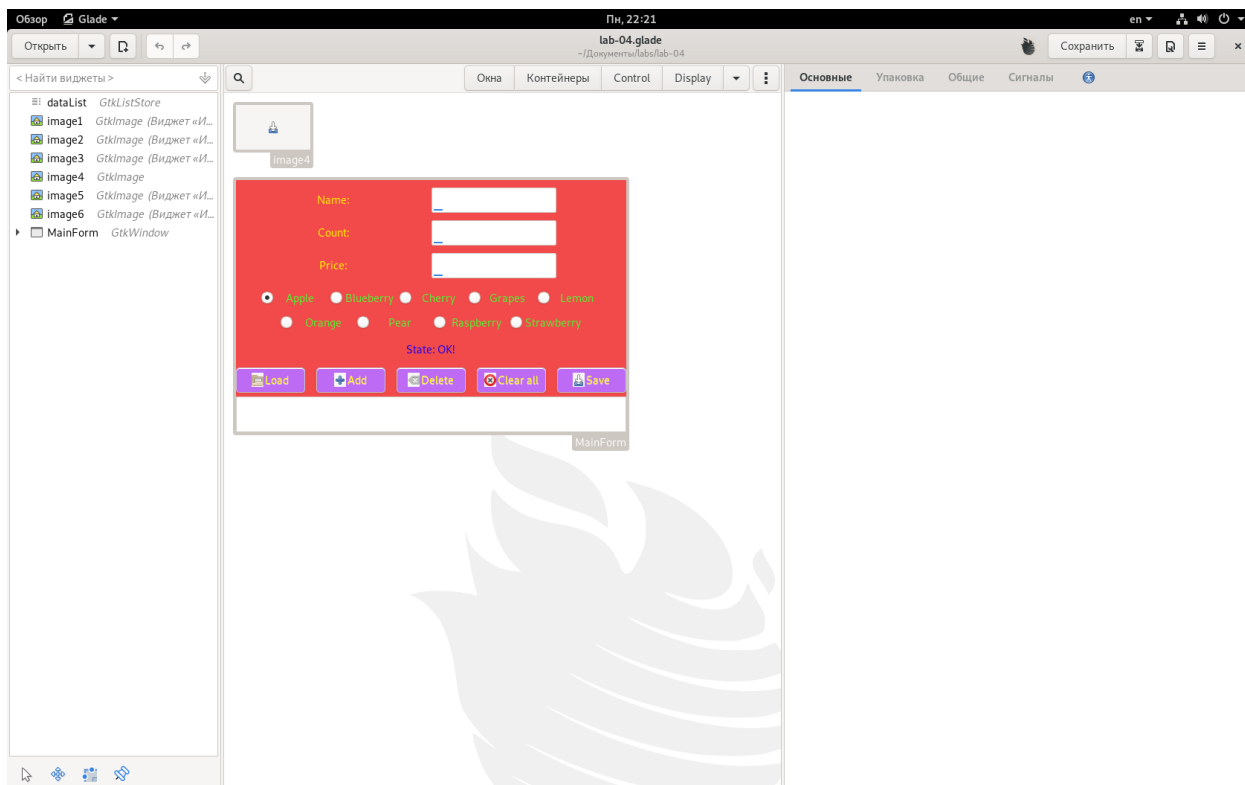 Обзор Glade Пн, 22:21 en
Открыть lab-04.glade Сохранить
~/Документы/labs/lab-04
< Найти виджеты > Окна Контейнеры Control Display Основные Упаковка Общие Сигналы
dataList GtkListStore
image1 GtkImage (Виджет «И...
image2 GtkImage (Виджет «И...
image3 GtkImage (Виджет «И...
image4 GtkImage
image5 GtkImage (Виджет «И...
image6 GtkImage (Виджет «И...
MainForm GtkWindow
image4
Name:
Count:
Price:
Apple Blueberry Cherry Grapes Lemon
Orange Pear Raspberry Strawberry
State: OK!
Load Add Delete Clear all Save
MainForm